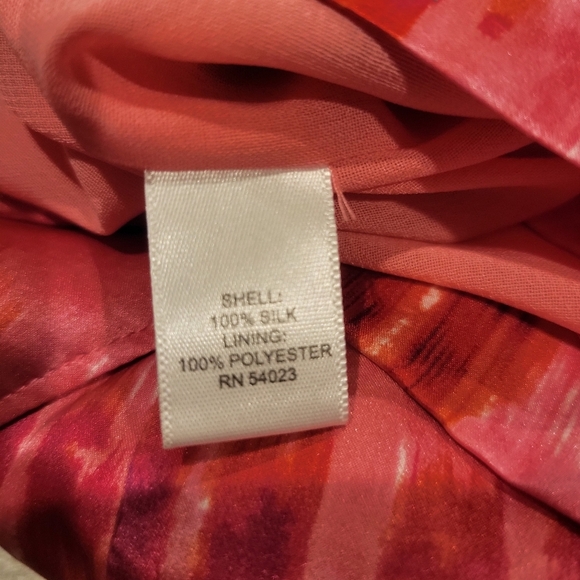 SHELL:
100% SILK
LINING:
100% POLYESTER
RN 54023